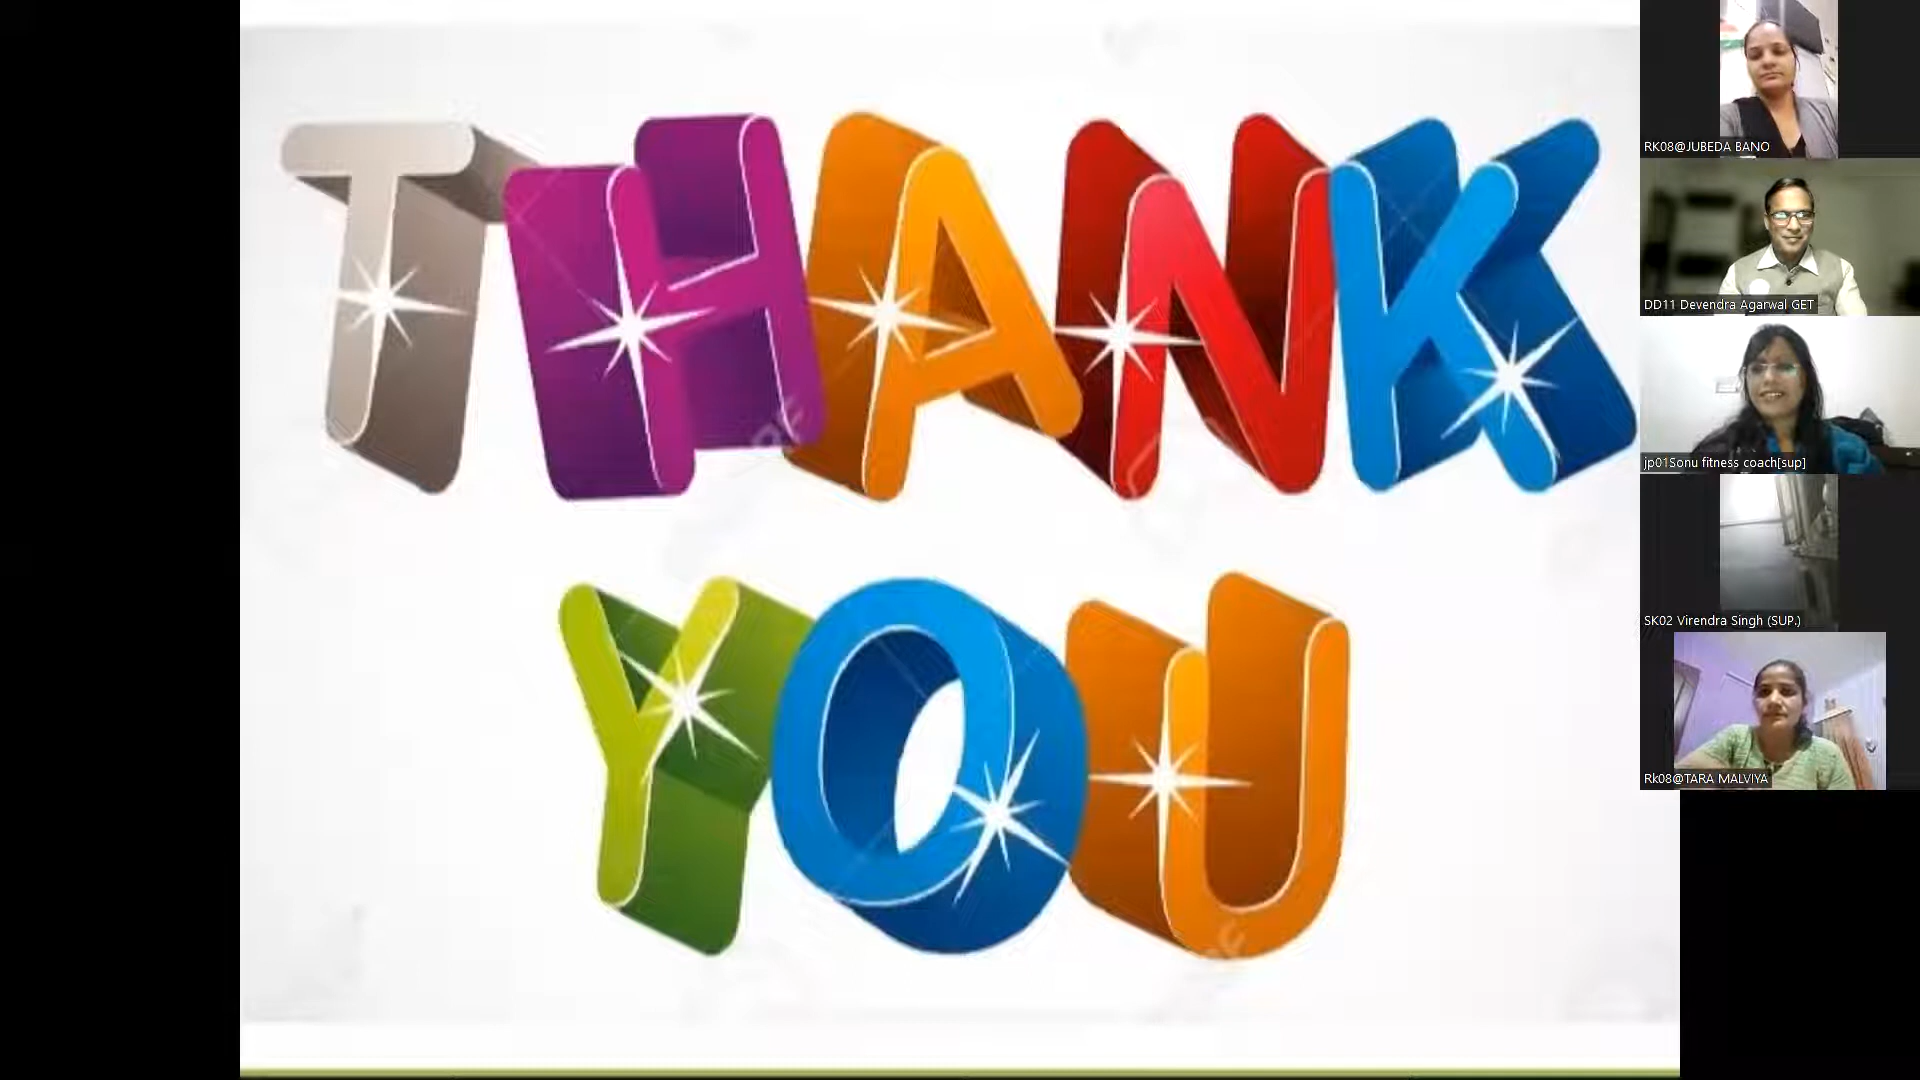 THANK
YOU
RK08@JUBEDA BANO
DD11 Devendra Agarwal GET
jp01Sonu fitness coach[sup]
SK02 Virendra Singh (SUP.)
Rk08@TARA MALVIYA